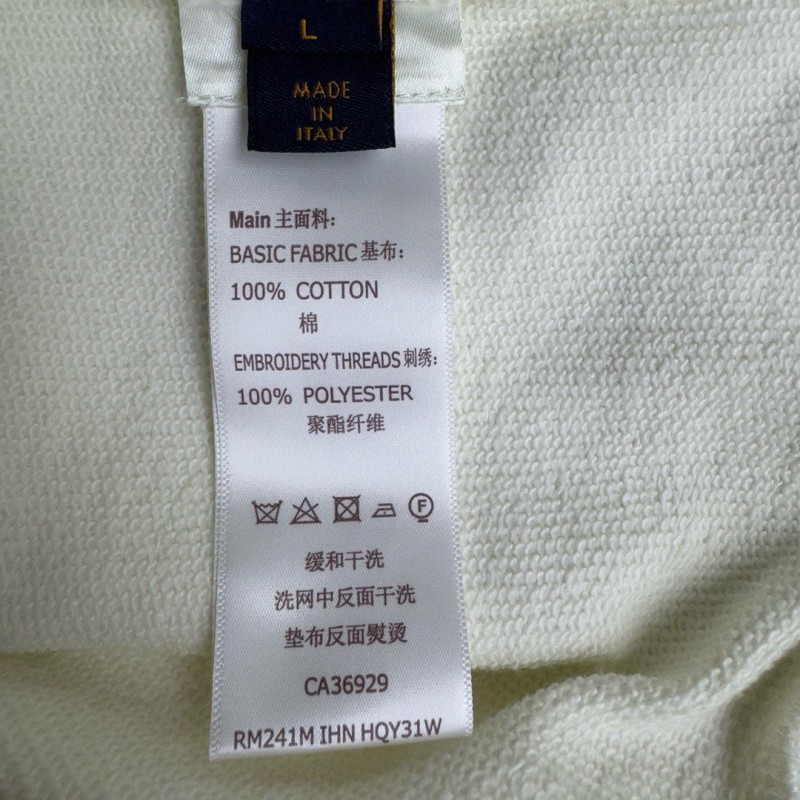 L
MADE
IN
ITALY
Main 主面料:
BASIC FABRIC 基布:
100% COTTON
棉
EMBROIDERY THREADS 刺绣:
100% POLYESTER
聚酯纤维
F
缓和干洗
洗网中反面干洗
垫布反面熨烫
CA36929
RM241M IHN HQY31W